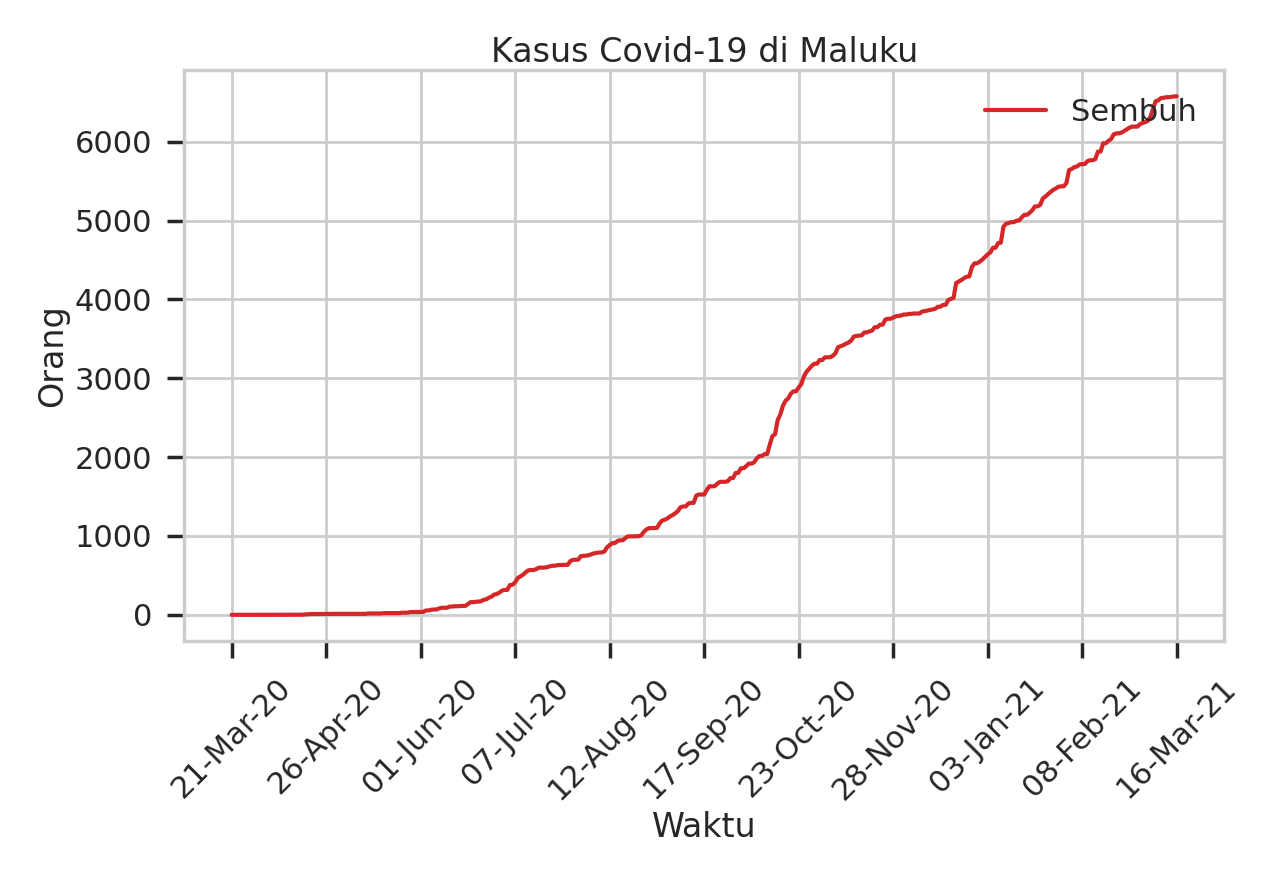 Kasus Covid-19 di Maluku
Sembuh
Orang
6000
5000
4000
3000
2000
1000
0
21-Mar-20
26-Apr-20
01-Jun-20
07-Jul-20
12-Aug-20
17-Sep-20
23-Oct-20
28-Nov-20
03-Jan-21
08-Feb-21
16-Mar-21
Waktu